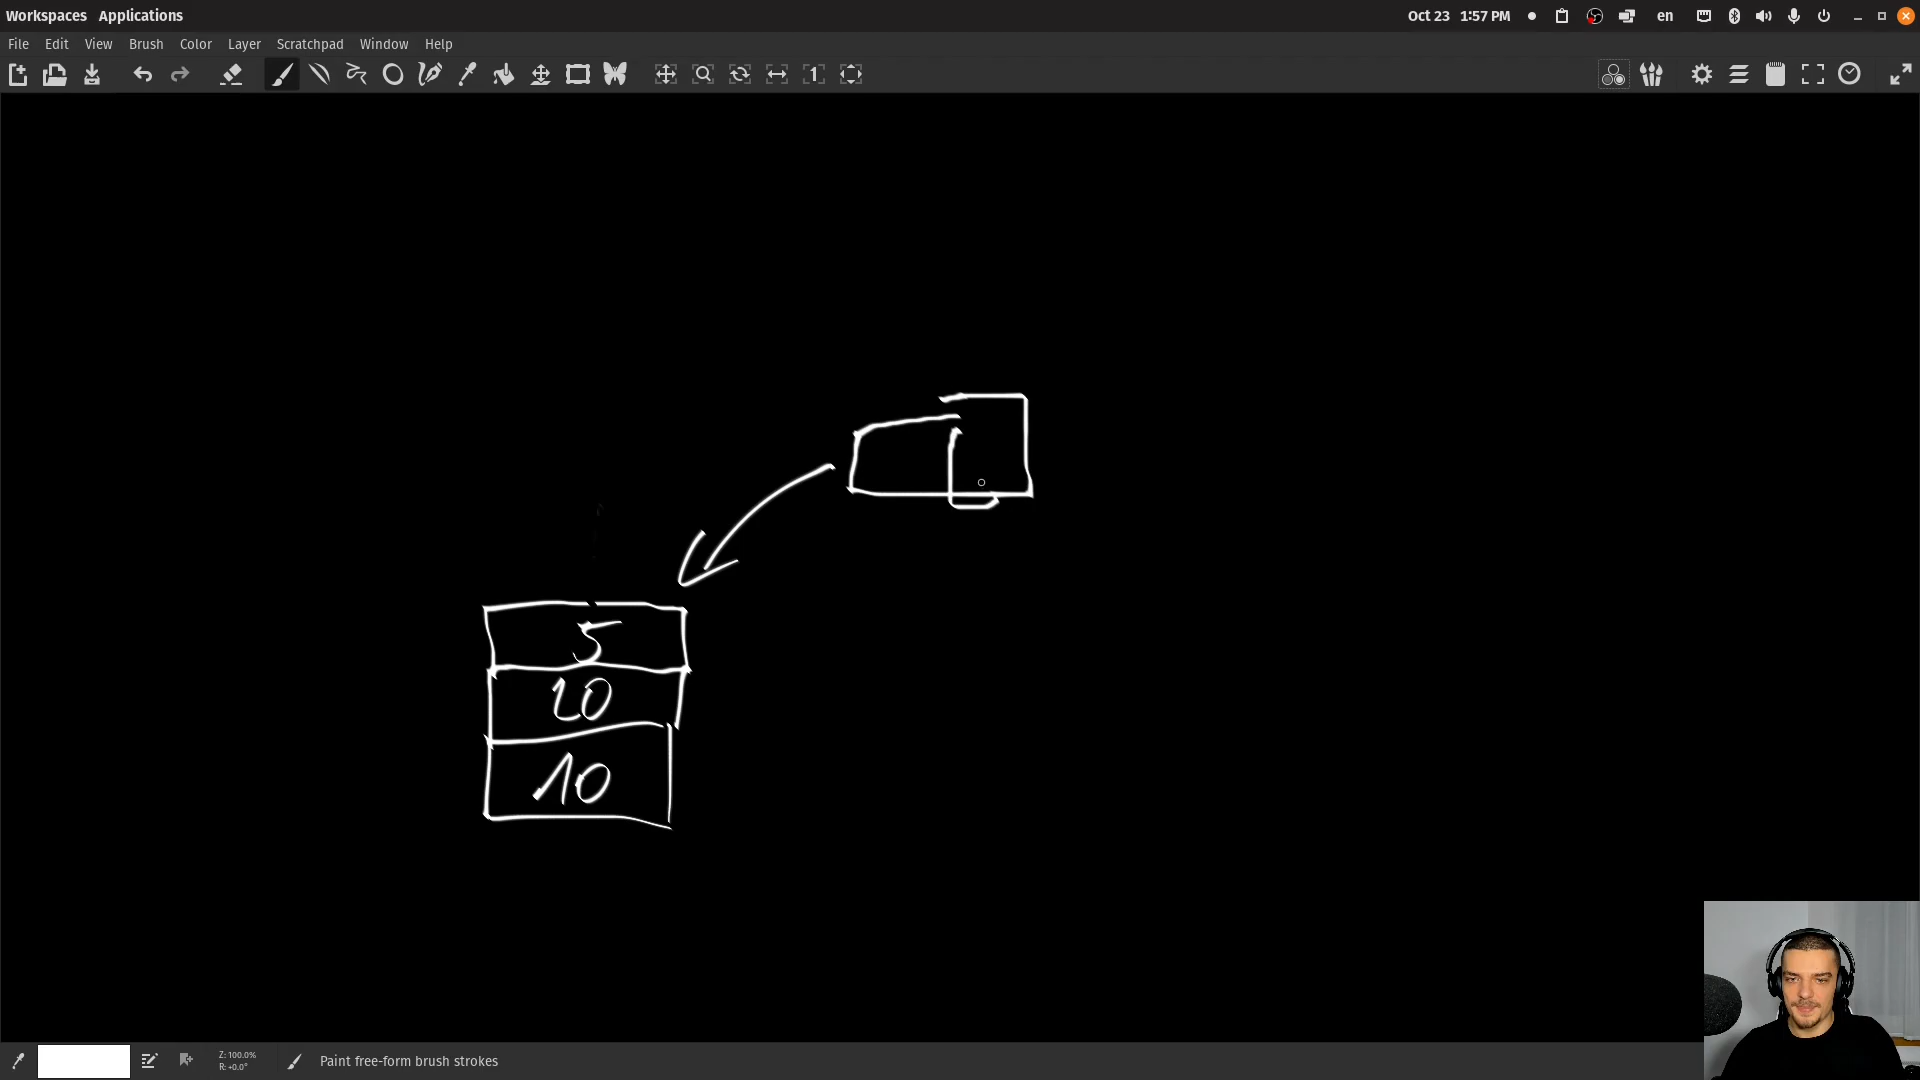 Workspaces Applications Oct 23 1:57 PM en
File Edit View Brush Color Layer Scratchpad Window Help
1
5
20
10
Z: 100.0%
R: +0.0°
Paint free-form brush strokes